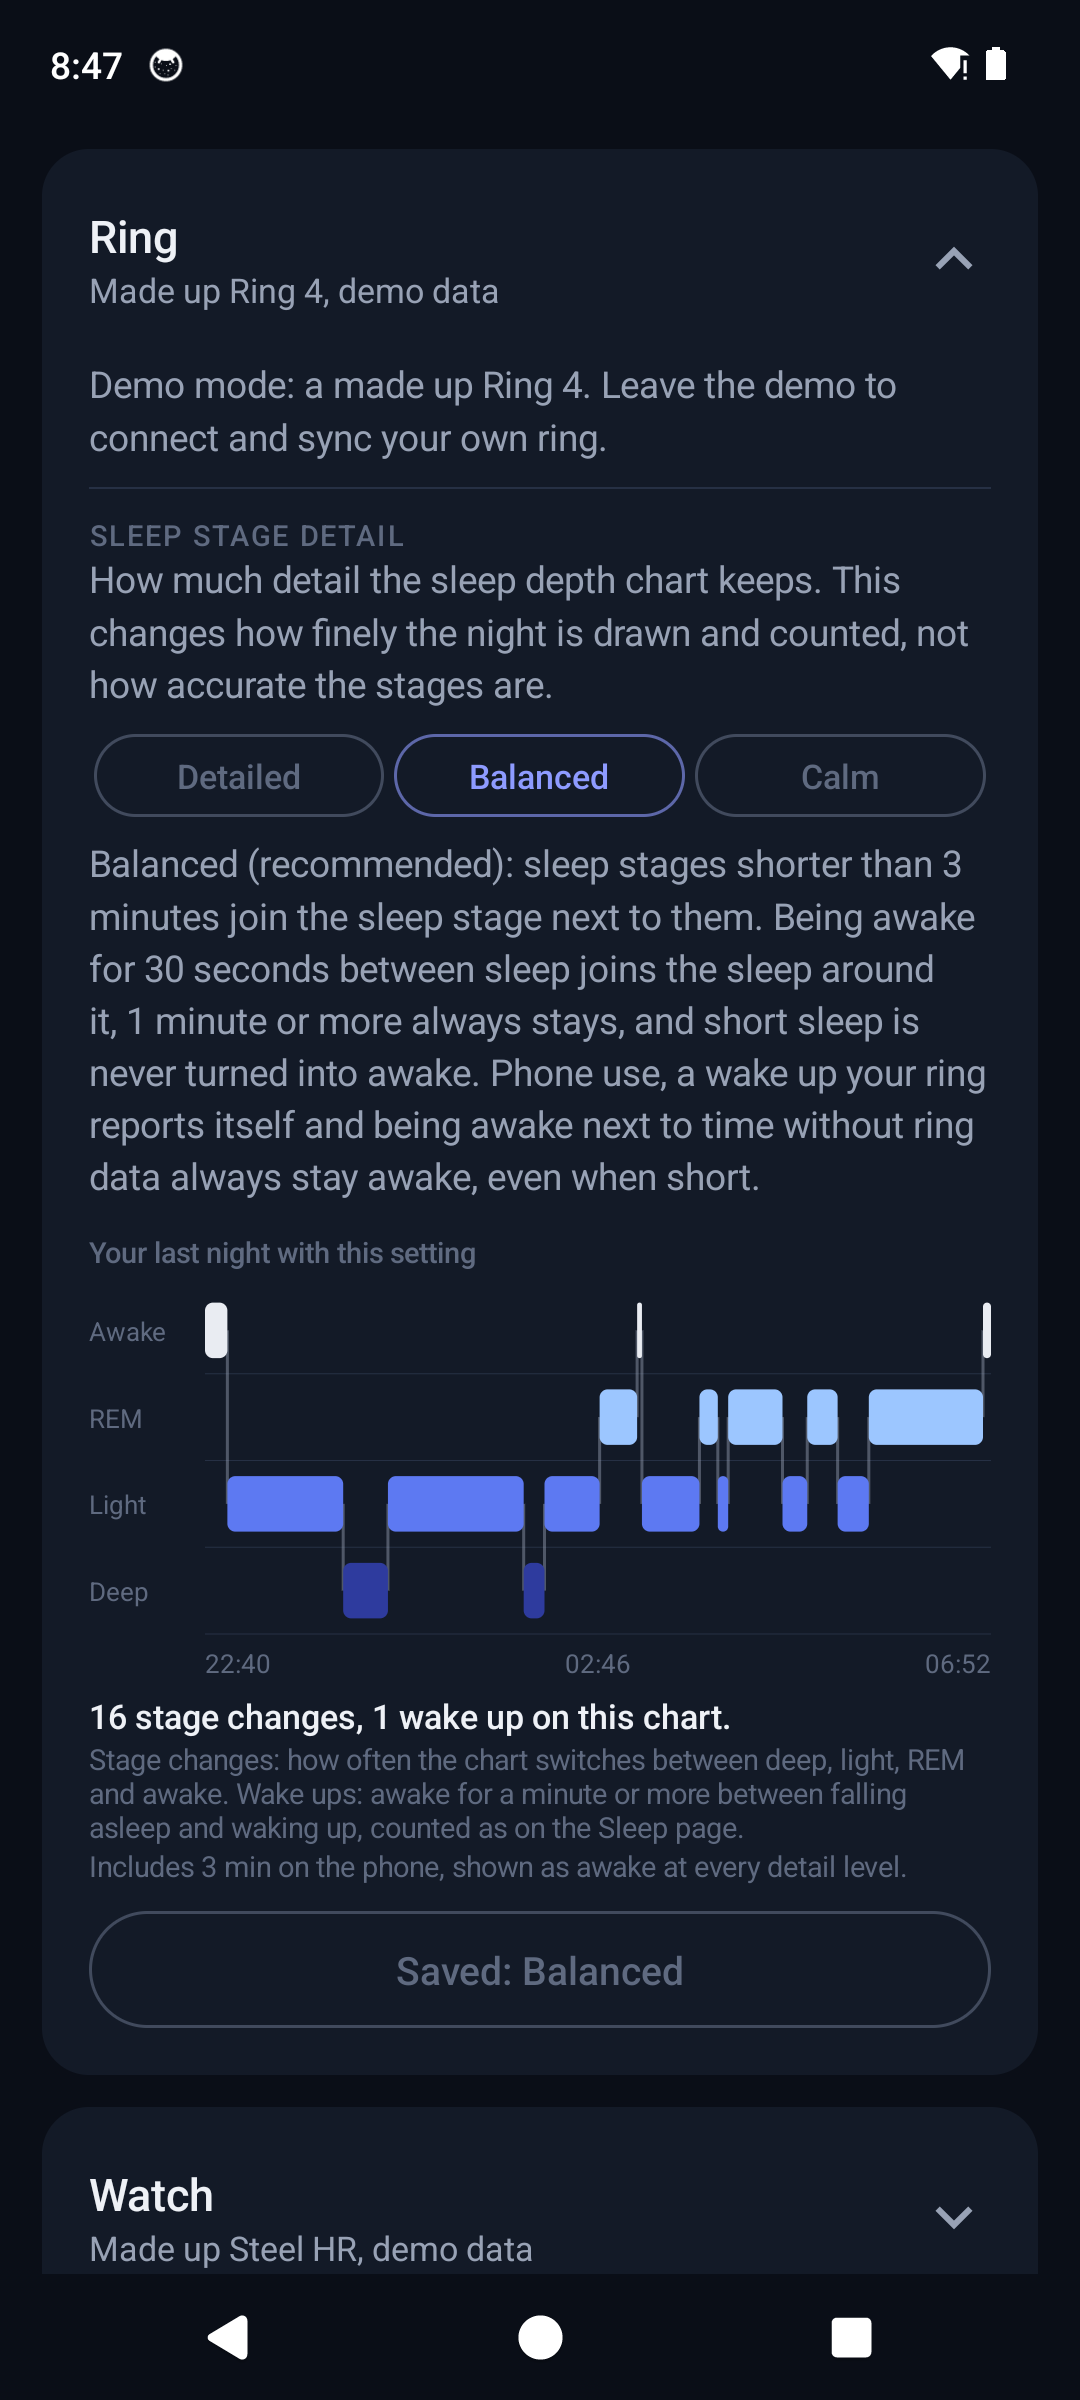 8:47
Ring
Made up Ring 4, demo data
Demo mode: a made up Ring 4. Leave the demo to
connect and sync your own ring.
SLEEP STAGE DETAIL
How much detail the sleep depth chart keeps. This
changes how finely the night is drawn and counted, not
how accurate the stages are.
Detailed
Balanced
Calm
Balanced (recommended): sleep stages shorter than 3
minutes join the sleep stage next to them. Being awake
for 30 seconds between sleep joins the sleep around
it, 1 minute or more always stays, and short sleep is
never turned into awake. Phone use, a wake up your ring
reports itself and being awake next to time without ring
data always stay awake, even when short.
Your last night with this setting
Awake
REM
Light
Deep
22:40 02:46 06:52
16 stage changes, 1 wake up on this chart.
Stage changes: how often the chart switches between deep, light, REM
and awake. Wake ups: awake for a minute or more between falling
asleep and waking up, counted as on the Sleep page.
Includes 3 min on the phone, shown as awake at every detail level.
Saved: Balanced
Watch
Made up Steel HR, demo data